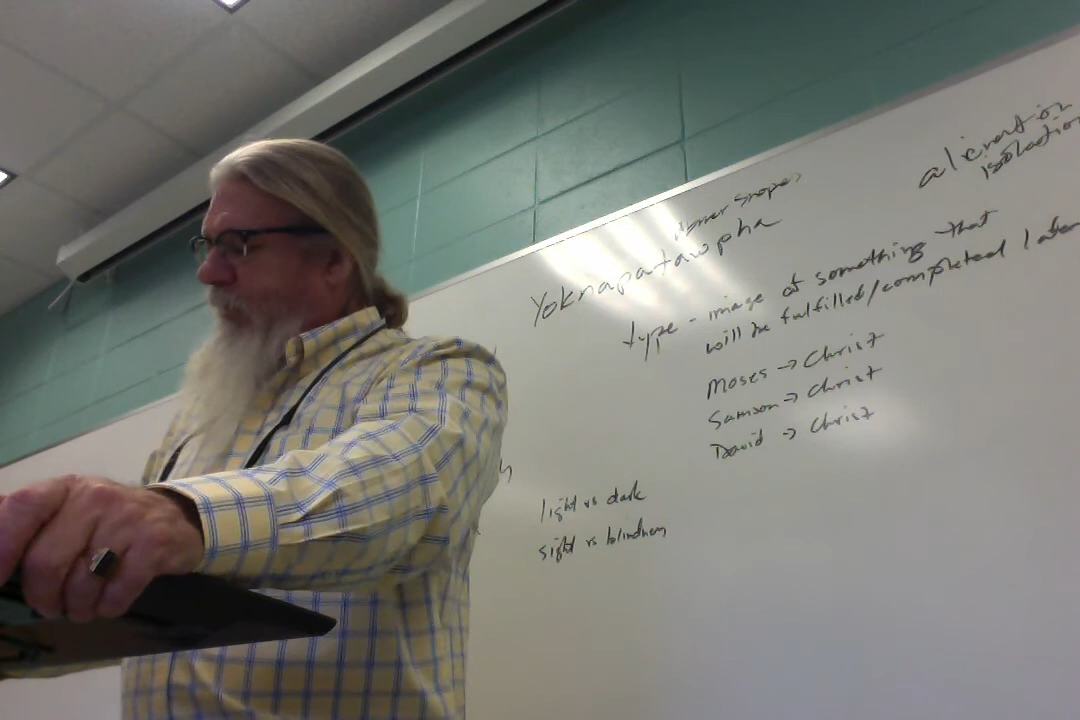 alienation
isolation
Abner Snopes
Yoknapatawpha
type - image of something that
will be fulfilled/completed later
Moses → Christ
Samson → Christ
David → Christ
light vs dark
sight vs blindness